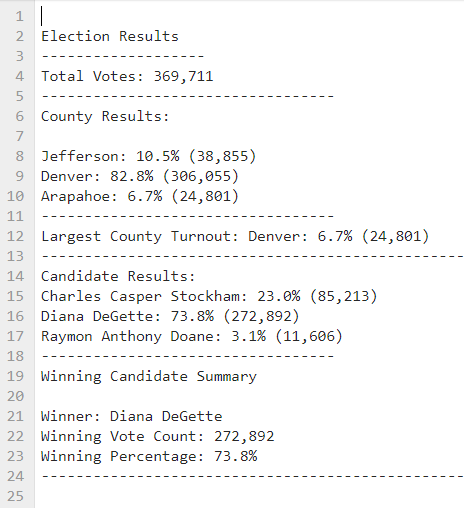 1
2 Election Results
3 -------------------
4 Total Votes: 369,711
5 ----------------------------------
6 County Results:
7
8 Jefferson: 10.5% (38,855)
9 Denver: 82.8% (306,055)
10 Arapahoe: 6.7% (24,801)
11 ----------------------------------
12 Largest County Turnout: Denver: 6.7% (24,801)
13 -------------------------------------------------
14 Candidate Results:
15 Charles Casper Stockham: 23.0% (85,213)
16 Diana DeGette: 73.8% (272,892)
17 Raymon Anthony Doane: 3.1% (11,606)
18 ----------------------------------
19 Winning Candidate Summary
20
21 Winner: Diana DeGette
22 Winning Vote Count: 272,892
23 Winning Percentage: 73.8%
24 -------------------------------------------------
25